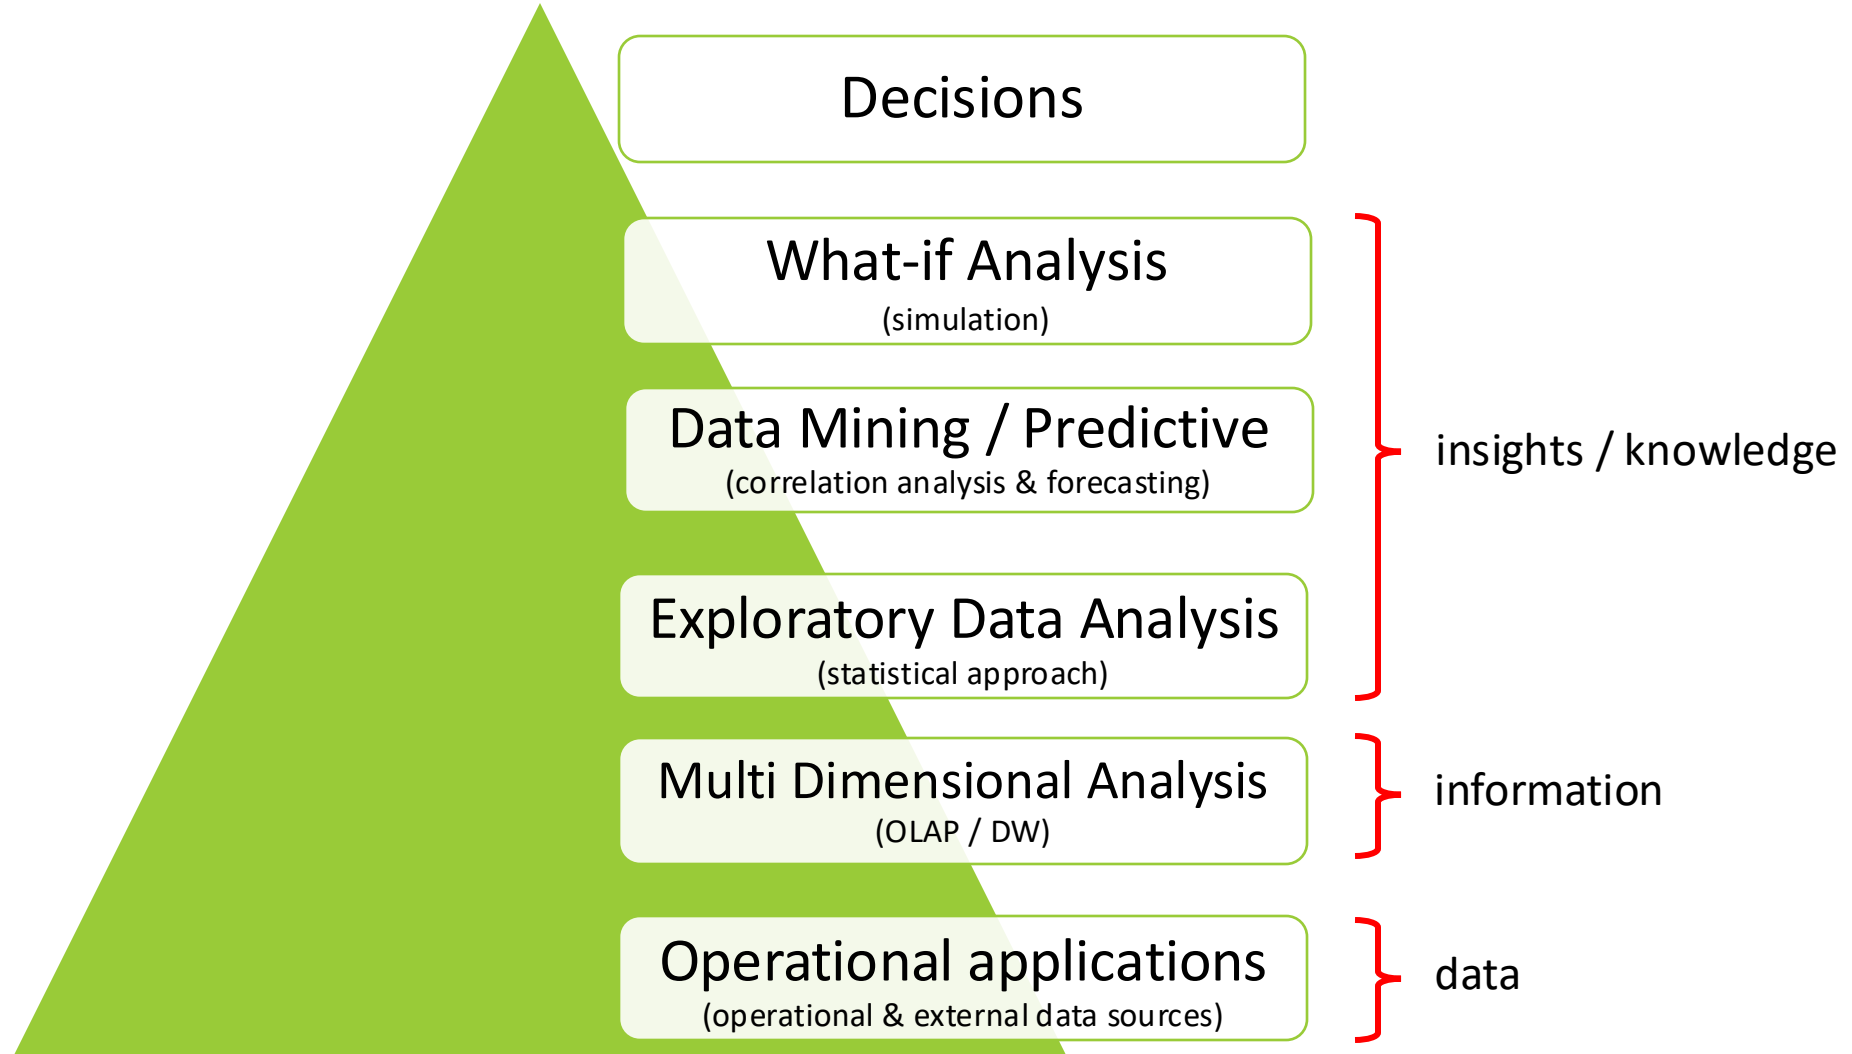 Decisions
What-if Analysis
(simulation)
Data Mining / Predictive
(correlation analysis & forecasting)
insights / knowledge
Exploratory Data Analysis
(statistical approach)
Multi Dimensional Analysis
(OLAP / DW)
information
Operational applications
(operational & external data sources)
data